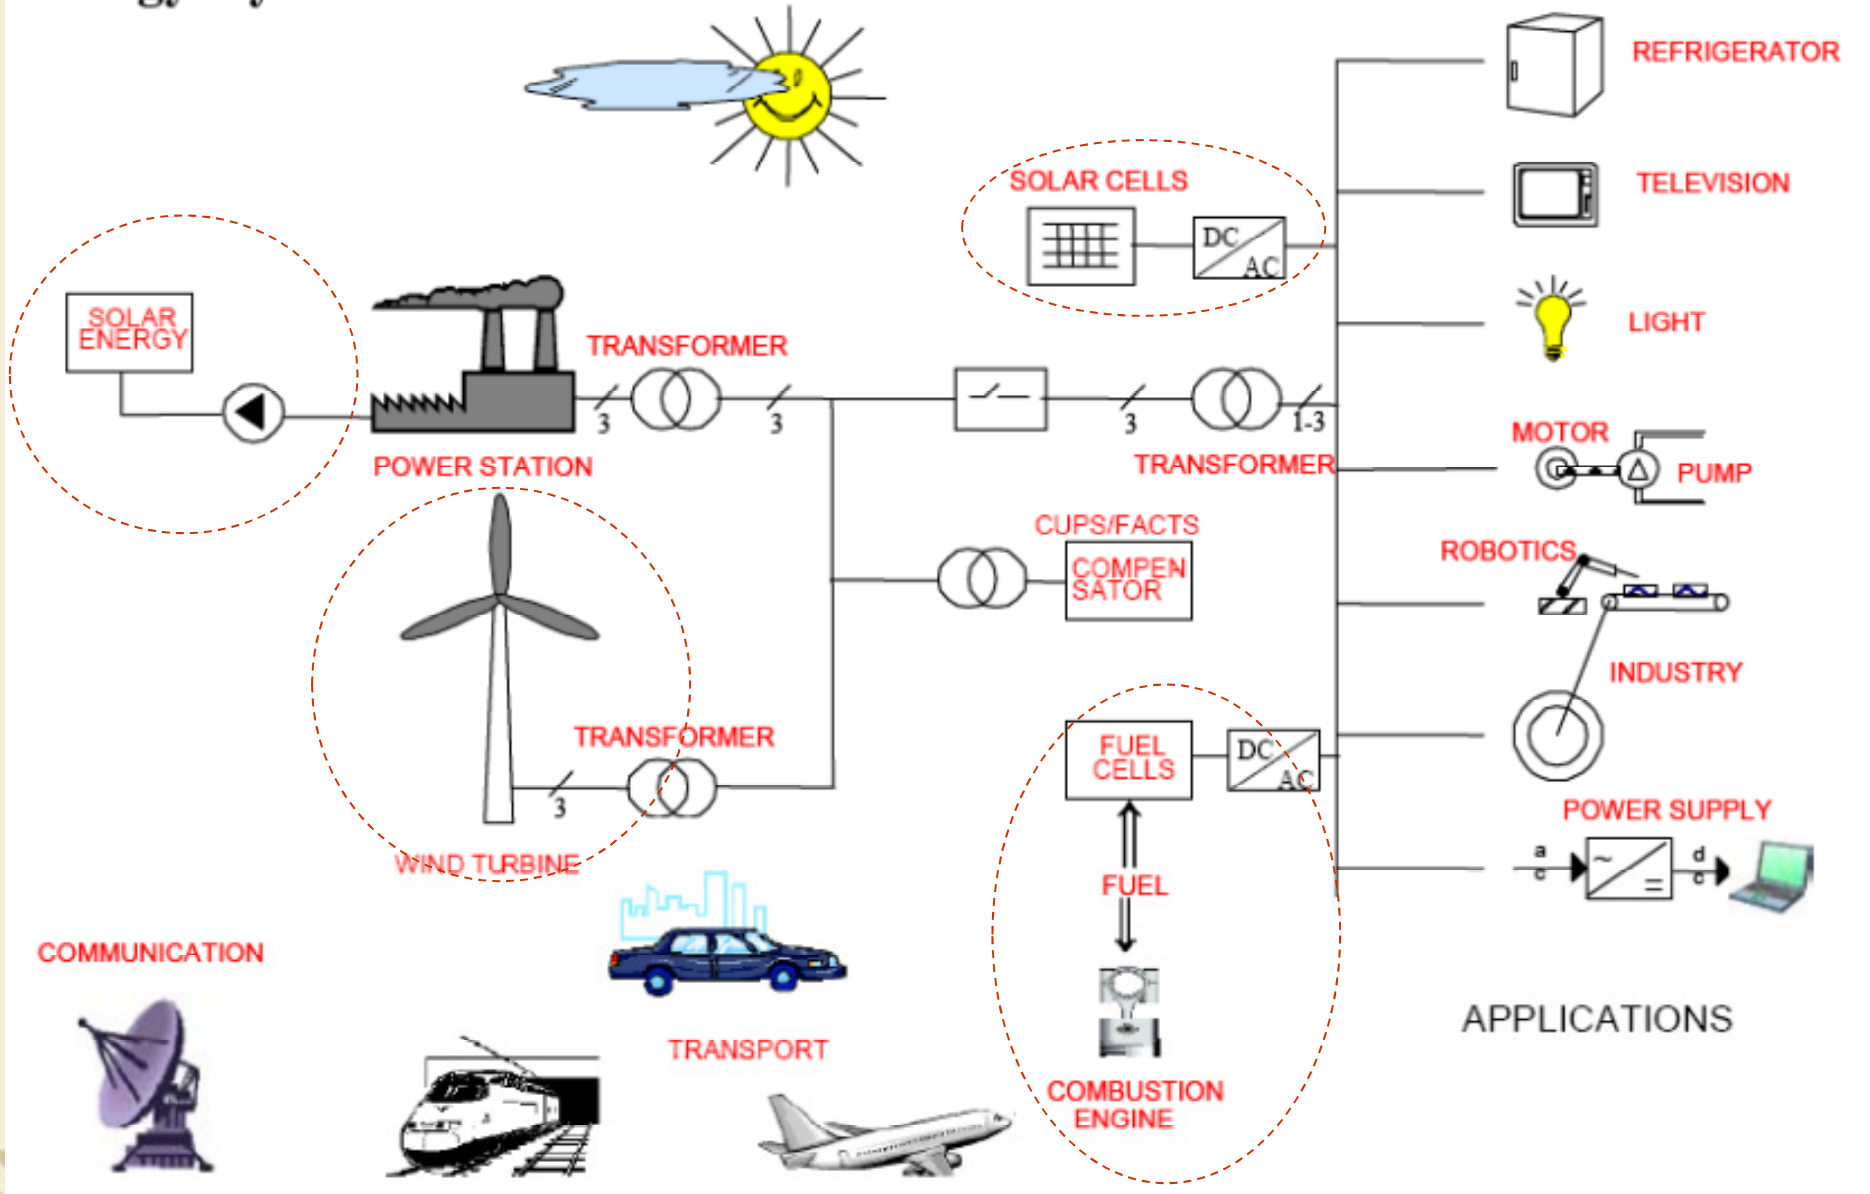 REFRIGERATOR
SOLAR CELLS
TELEVISION
DC
AC
SOLAR
ENERGY
TRANSFORMER
LIGHT
3
3
3
1-3
MOTOR
POWER STATION
TRANSFORMER
PUMP
CUPS/FACTS
ROBOTICS
COMPEN
SATOR
INDUSTRY
TRANSFORMER
FUEL
CELLS
DC
AC
3
POWER SUPPLY
WIND TURBINE
a
c
~
=
d
c
FUEL
COMMUNICATION
APPLICATIONS
TRANSPORT
COMBUSTION
ENGINE